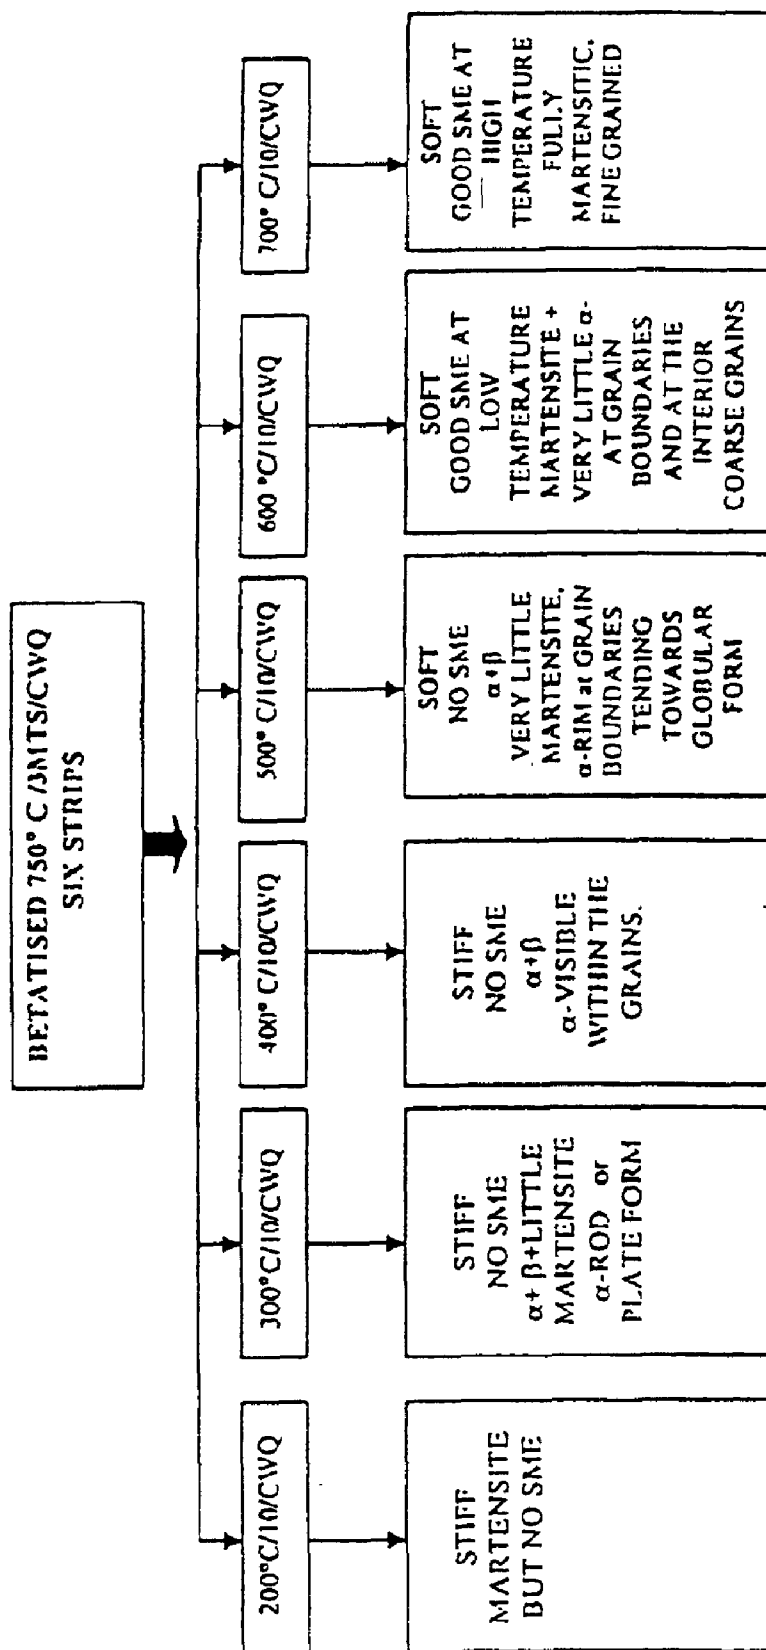 BETATISED 750° C /3MTS/CWQ
SIX STRIPS
200°C/10/CWQ
300°C/10/CWQ
400° C/10/CWQ
500° C/10/CWQ
600 °C/10/CWQ
700° C/10/CWQ
STIFF
MARTENSITE
BUT NO SME
STIFF
NO SME
α+ β+LITTLE
MARTENSITE
α-ROD or
PLATE FORM
STIFF
NO SME
α+β
α-VISIBLE
WITHIN THE
GRAINS.
SOFT
NO SME
α+β
VERY LITTLE
MARTENSITE,
α-RIM at GRAIN
BOUNDARIES
TENDING
TOWARDS
GLOBULAR
FORM
SOFT
GOOD SME AT
LOW
TEMPERATURE
MARTENSITE +
VERY LITTLE α-
AT GRAIN
BOUNDARIES
AND AT THE
INTERIOR
COARSE GRAINS
SOFT
GOOD SME AT
HIGH
TEMPERATURE
FULLY
MARTENSITIC,
FINE GRAINED